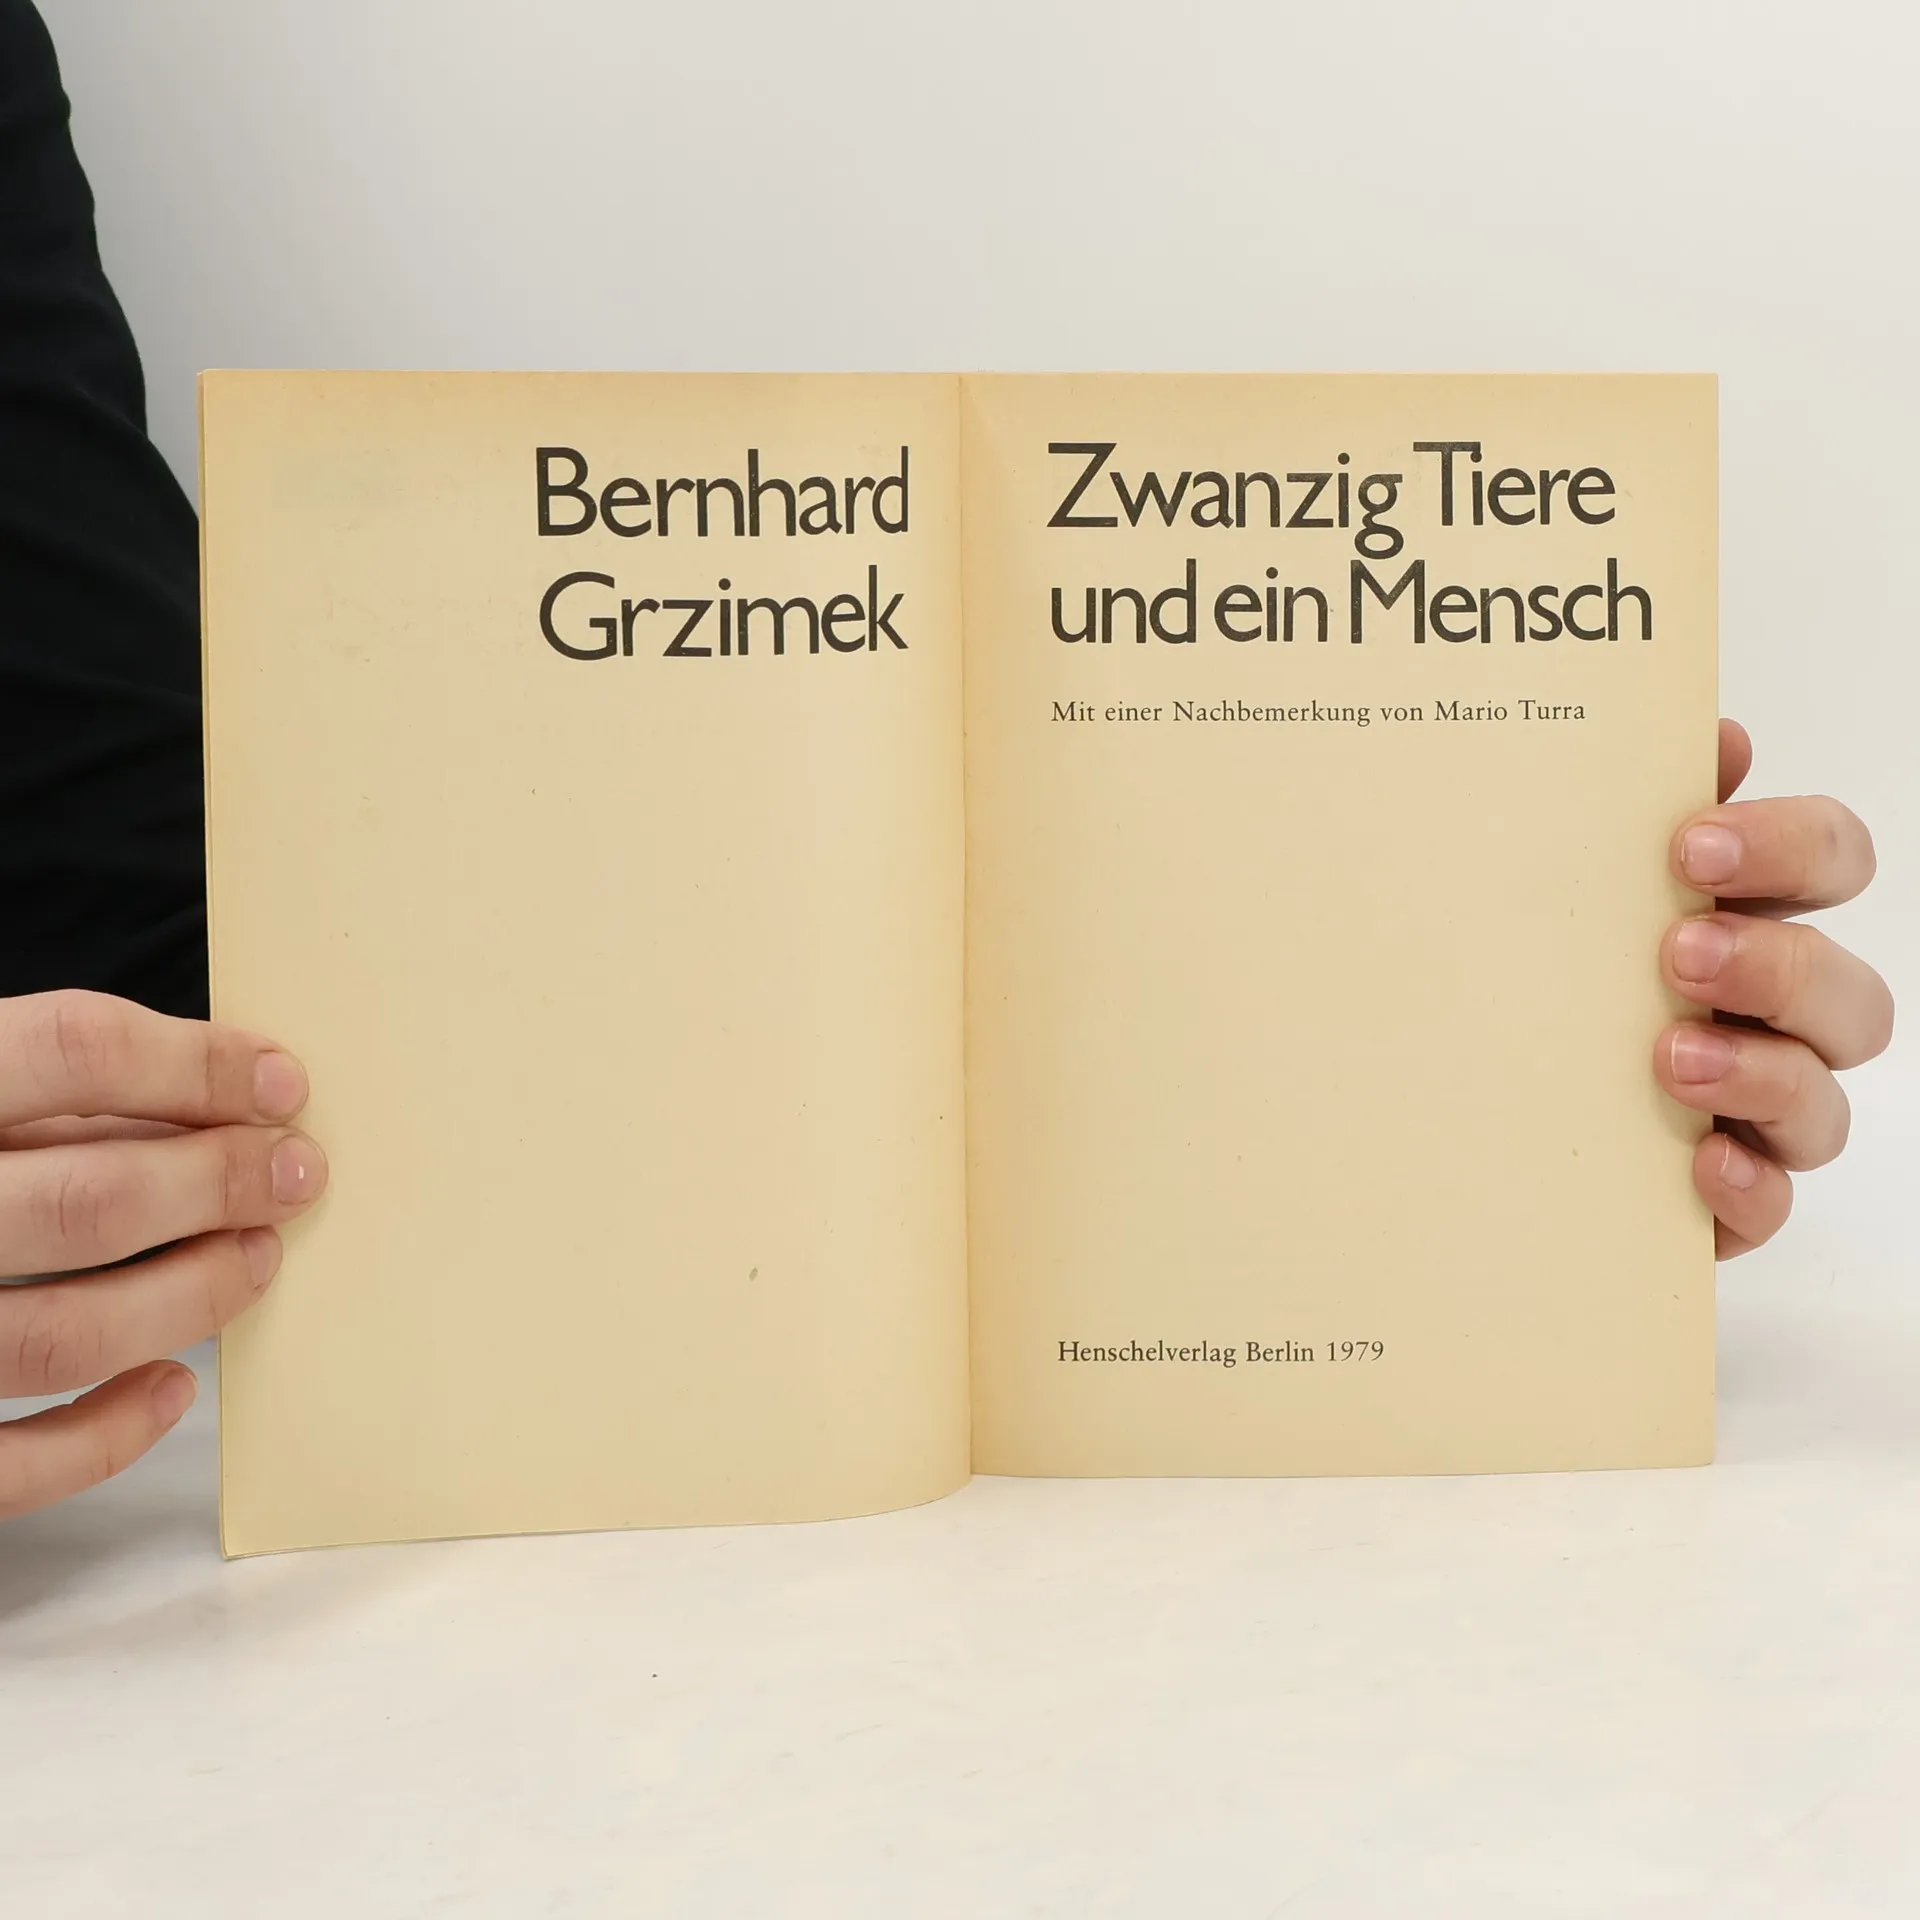 Bernhard
Grzimek
Zwanzig Tiere
und ein Mensch
Mit einer Nachbemerkung von Mario Turra
Henschelverlag Berlin 1979